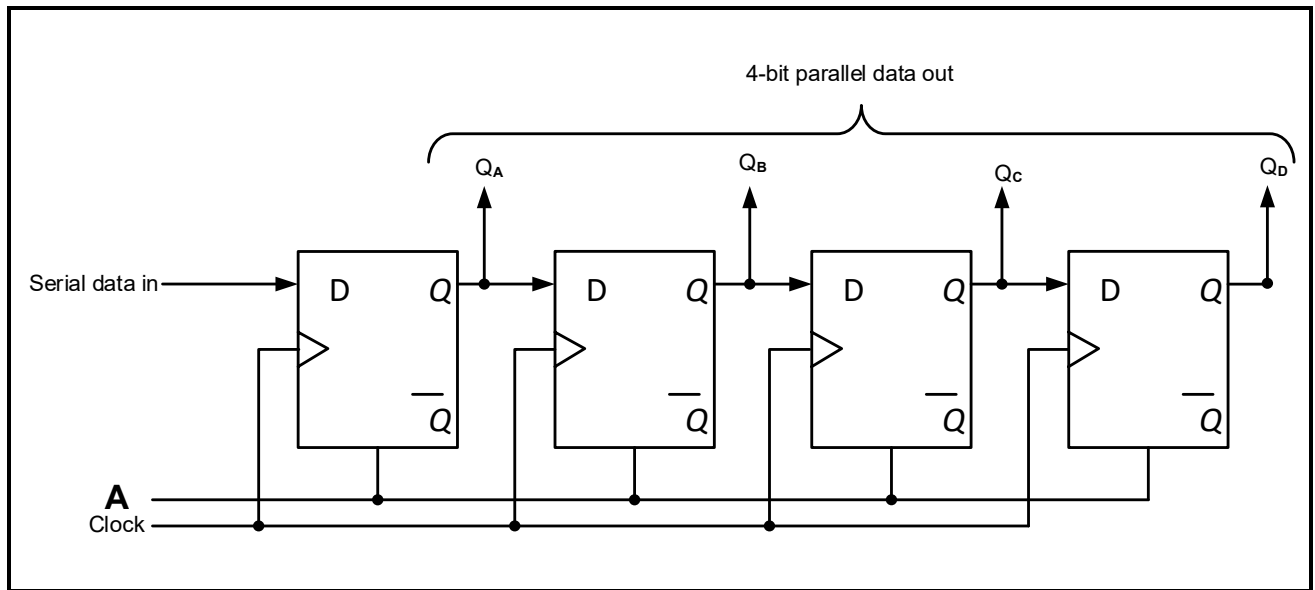 4-bit parallel data out
QA
QB
QC
QD
Serial data in
D Q
D Q
D Q
D Q
Q̅
Q̅
Q̅
Q̅
A
Clock